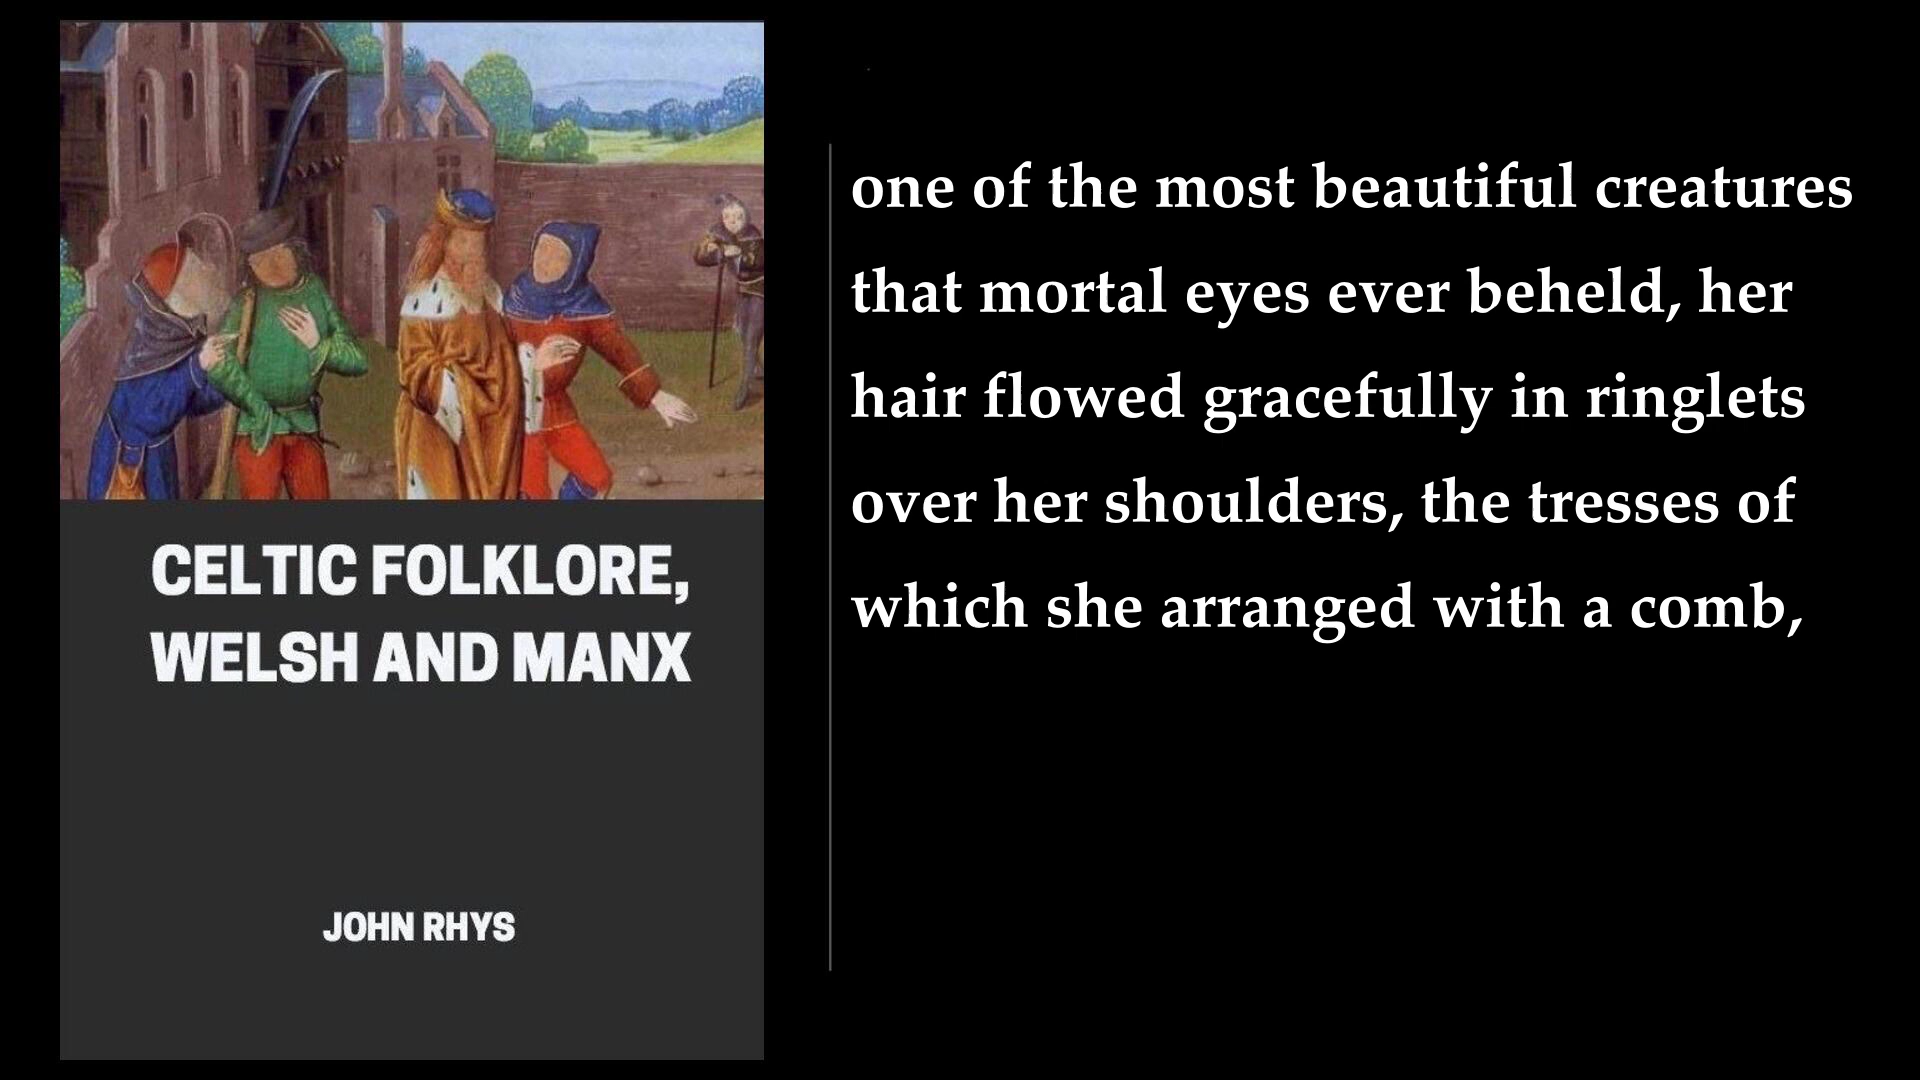 CELTIC FOLKLORE,
WELSH AND MANX
JOHN RHYS
one of the most beautiful creatures
that mortal eyes ever beheld, her
hair flowed gracefully in ringlets
over her shoulders, the tresses of
which she arranged with a comb,